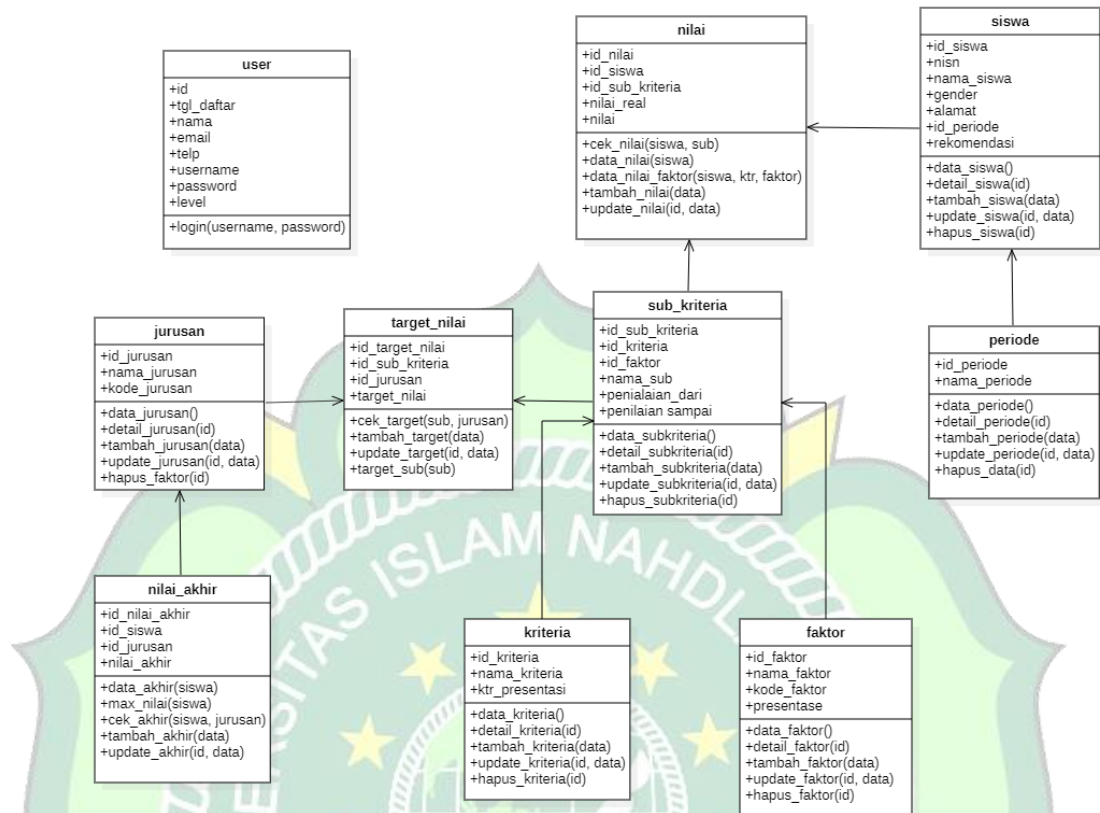 user
+id
+tgl_daftar
+nama
+email
+telp
+username
+password
+level
+login(username, password)
nilai
+id_nilai
+id_siswa
+id_sub_kriteria
+nilai_real
+nilai
+cek_nilai(siswa, sub)
+data_nilai(siswa)
+data_nilai_faktor(siswa, ktr, faktor)
+tambah_nilai(data)
+update_nilai(id, data)
siswa
+id_siswa
+nisn
+nama_siswa
+gender
+alamat
+id_periode
+rekomendasi
+data_siswa()
+detail_siswa(id)
+tambah_siswa(data)
+update_siswa(id, data)
+hapus_siswa(id)
jurusan
+id_jurusan
+nama_jurusan
+kode_jurusan
+data_jurusan()
+detail_jurusan(id)
+tambah_jurusan(data)
+update_jurusan(id, data)
+hapus_faktor(id)
target_nilai
+id_target_nilai
+id_sub_kriteria
+id_jurusan
+target_nilai
+cek_target(sub, jurusan)
+tambah_target(data)
+update_target(id, data)
+target_sub(sub)
sub_kriteria
+id_sub_kriteria
+id_kriteria
+id_faktor
+nama_sub
+penialaian_dari
+penilaian sampai
+data_subkriteria()
+detail_subkriteria(id)
+tambah_subkriteria(data)
+update_subkriteria(id, data)
+hapus_subkriteria(id)
periode
+id_periode
+nama_periode
+data_periode()
+detail_periode(id)
+tambah_periode(data)
+update_periode(id, data)
+hapus_data(id)
nilai_akhir
+id_nilai_akhir
+id_siswa
+id_jurusan
+nilai_akhir
+data_akhir(siswa)
+max_nilai(siswa)
+cek_akhir(siswa, jurusan)
+tambah_akhir(data)
+update_akhir(id, data)
kriteria
+id_kriteria
+nama_kriteria
+ktr_presentasi
+data_kriteria()
+detail_kriteria(id)
+tambah_kriteria(data)
+update_kriteria(id, data)
+hapus_kriteria(id)
faktor
+id_faktor
+nama_faktor
+kode_faktor
+presentase
+data_faktor()
+detail_faktor(id)
+tambah_faktor(data)
+update_faktor(id, data)
+hapus_faktor(id)
ERSITAS ISLAM NAHDL